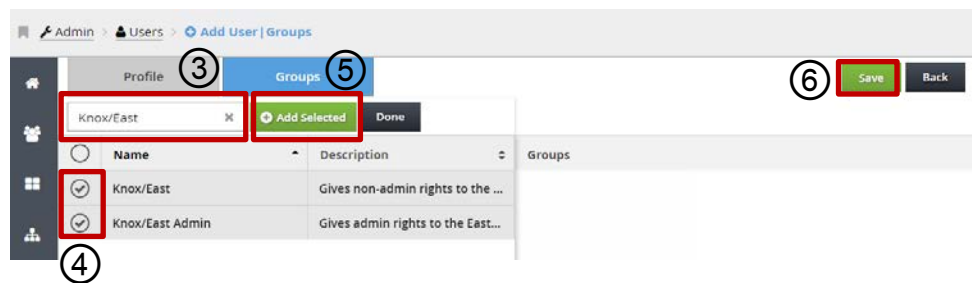 Admin > Users > Add User | Groups
Profile ③ Groups ⑤ ⑥ Save Back
Knox/East × Add Selected Done
Name Description Groups
Knox/East Gives non-admin rights to the ...
Knox/East Admin Gives admin rights to the East...
④